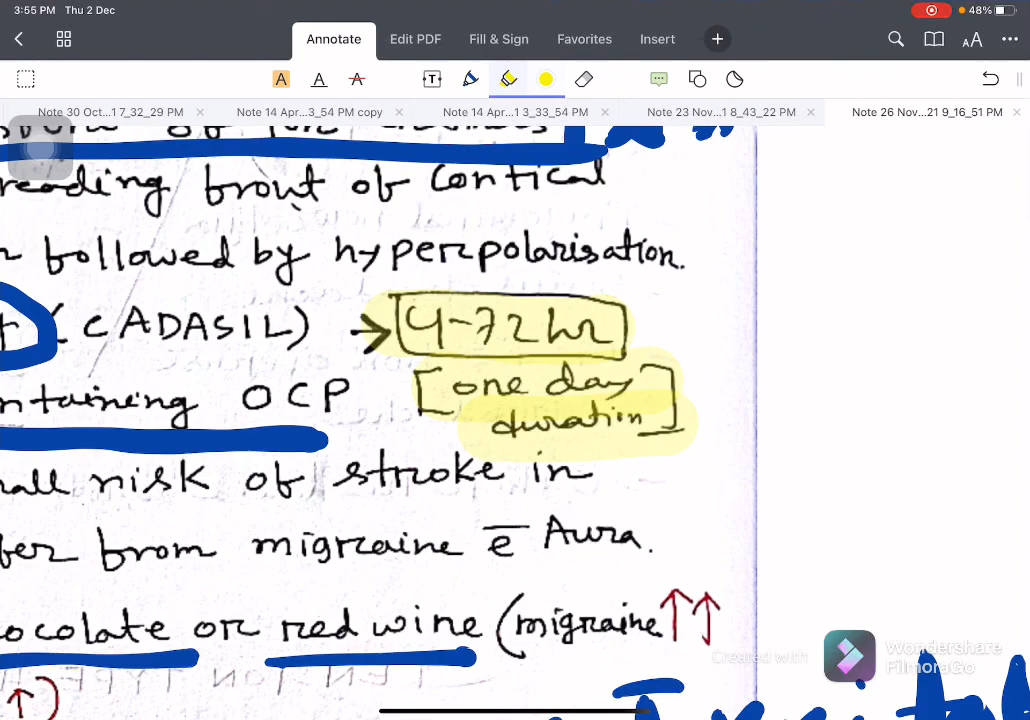 3:55 PM Thu 2 Dec 48%
Annotate Edit PDF Fill & Sign Favorites Insert
Note 30 Oct...1 7_32_29 PM Note 14 Apr...3_54 PM copy Note 14 Apr...1 3_33_54 PM Note 23 Nov...1 8_43_22 PM Note 26 Nov...21 9_16_51 PM
reading front of cortical
followed by hyperpolarisation.
(CADASIL) → 4-72 hr
ntaining OCP [one day
duration]
nall risk of stroke in
fer from migraine ē Aura.
ocolate or red wine (migraine ↑↑
↑)
Created with Wondershare
FilmoraGo